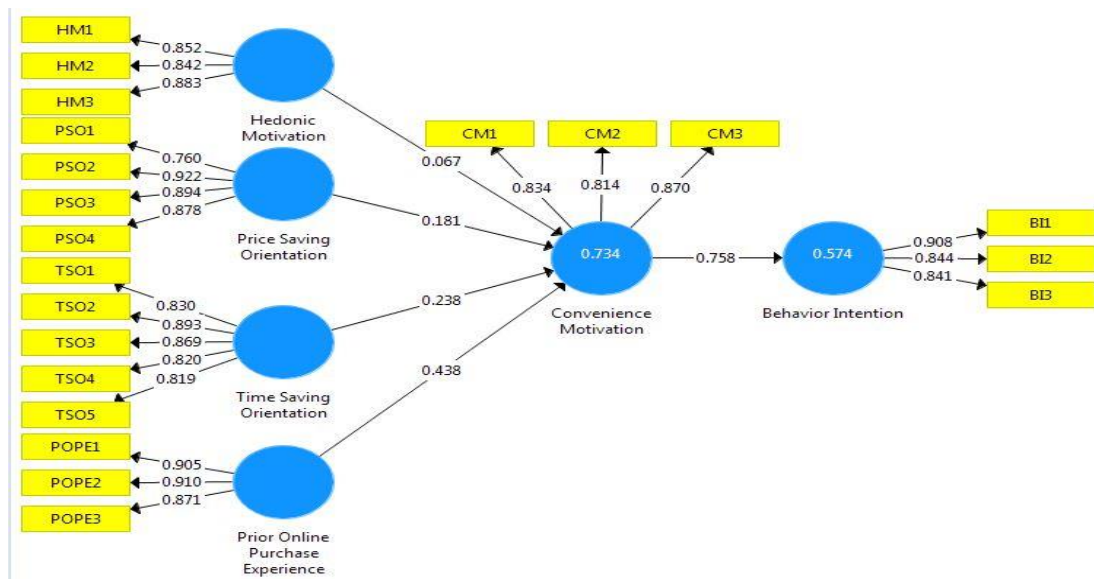 HM1
HM2
HM3
0.852
0.842
0.883
Hedonic
Motivation
PSO1
PSO2
PSO3
PSO4
0.760
0.922
0.894
0.878
Price Saving
Orientation
TSO1
TSO2
TSO3
TSO4
TSO5
0.830
0.893
0.869
0.820
0.819
Time Saving
Orientation
POPE1
POPE2
POPE3
0.905
0.910
0.871
Prior Online
Purchase
Experience
0.067
0.181
0.238
0.438
CM1
CM2
CM3
0.834
0.814
0.870
0.734
Convenience
Motivation
0.758
0.574
Behavior Intention
0.908
0.844
0.841
BI1
BI2
BI3